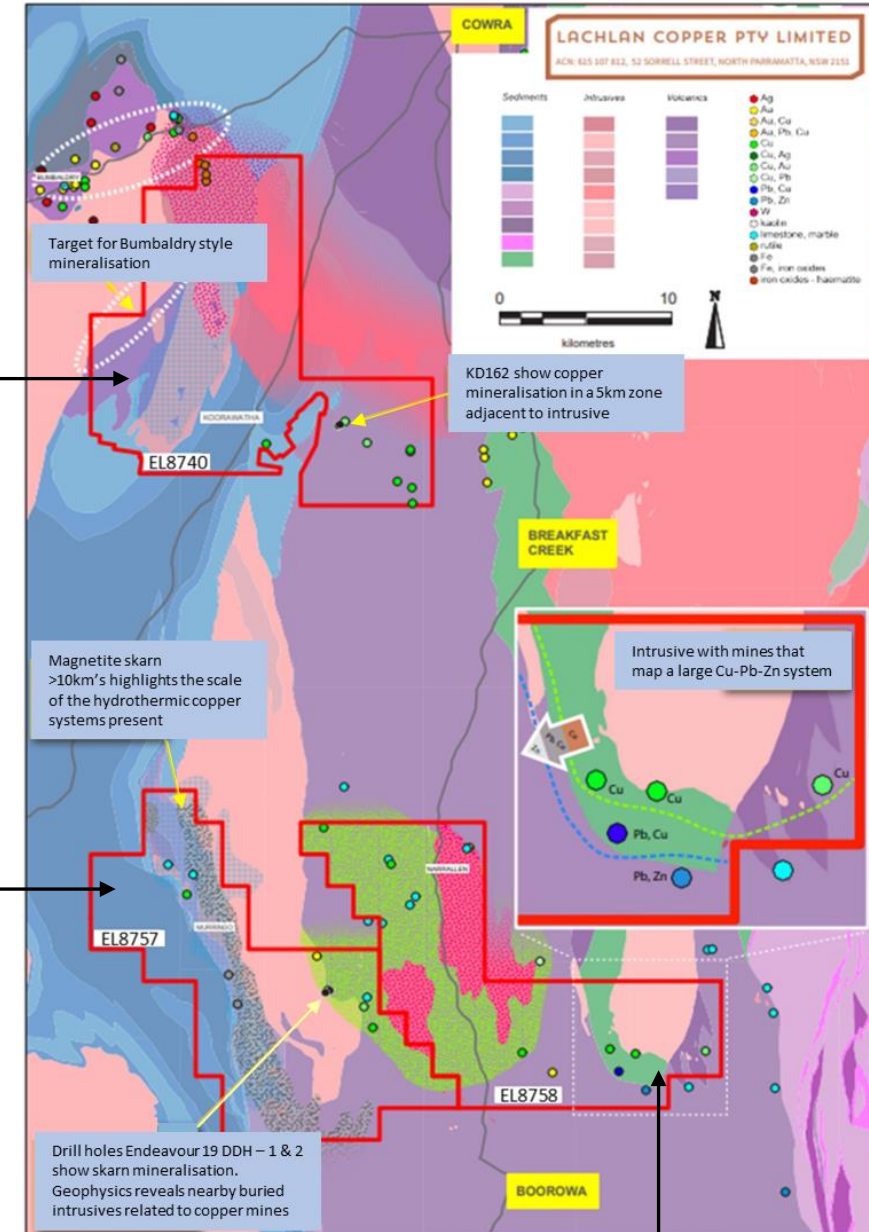 COWRA
LACHLAN COPPER PTY LIMITED
ACN: 615 107 812, 52 SORRELL STREET, NORTH PARRAMATTA, NSW 2151
Sediments
Intrusives
Volcanics
Ag
Au
Au, Cu
Au, Pb, Cu
Cu
Cu, Ag
Cu, Au
Cu, Pb
Pb, Cu
Pb, Zn
W
kaolin
limestone, marble
rutile
Fe
Fe, iron oxides
iron oxides - haematite
0
10
kilometres
N
BUMBALDRY
Target for Bumbaldry style
mineralisation
KD162 show copper
mineralisation in a 5km zone
adjacent to intrusive
KOORAWATHA
EL8740
BREAKFAST
CREEK
Intrusive with mines that
map a large Cu-Pb-Zn system
Magnetite skarn
>10km's highlights the scale
of the hydrothermic copper
systems present
Zn
Pb, Cu
Cu
Cu
Cu
Cu
Pb, Cu
Pb, Zn
NARRALLEN
MURRINGO
EL8757
EL8758
Drill holes Endeavour 19 DDH – 1 & 2
show skarn mineralisation.
Geophysics reveals nearby buried
intrusives related to copper mines
BOOROWA